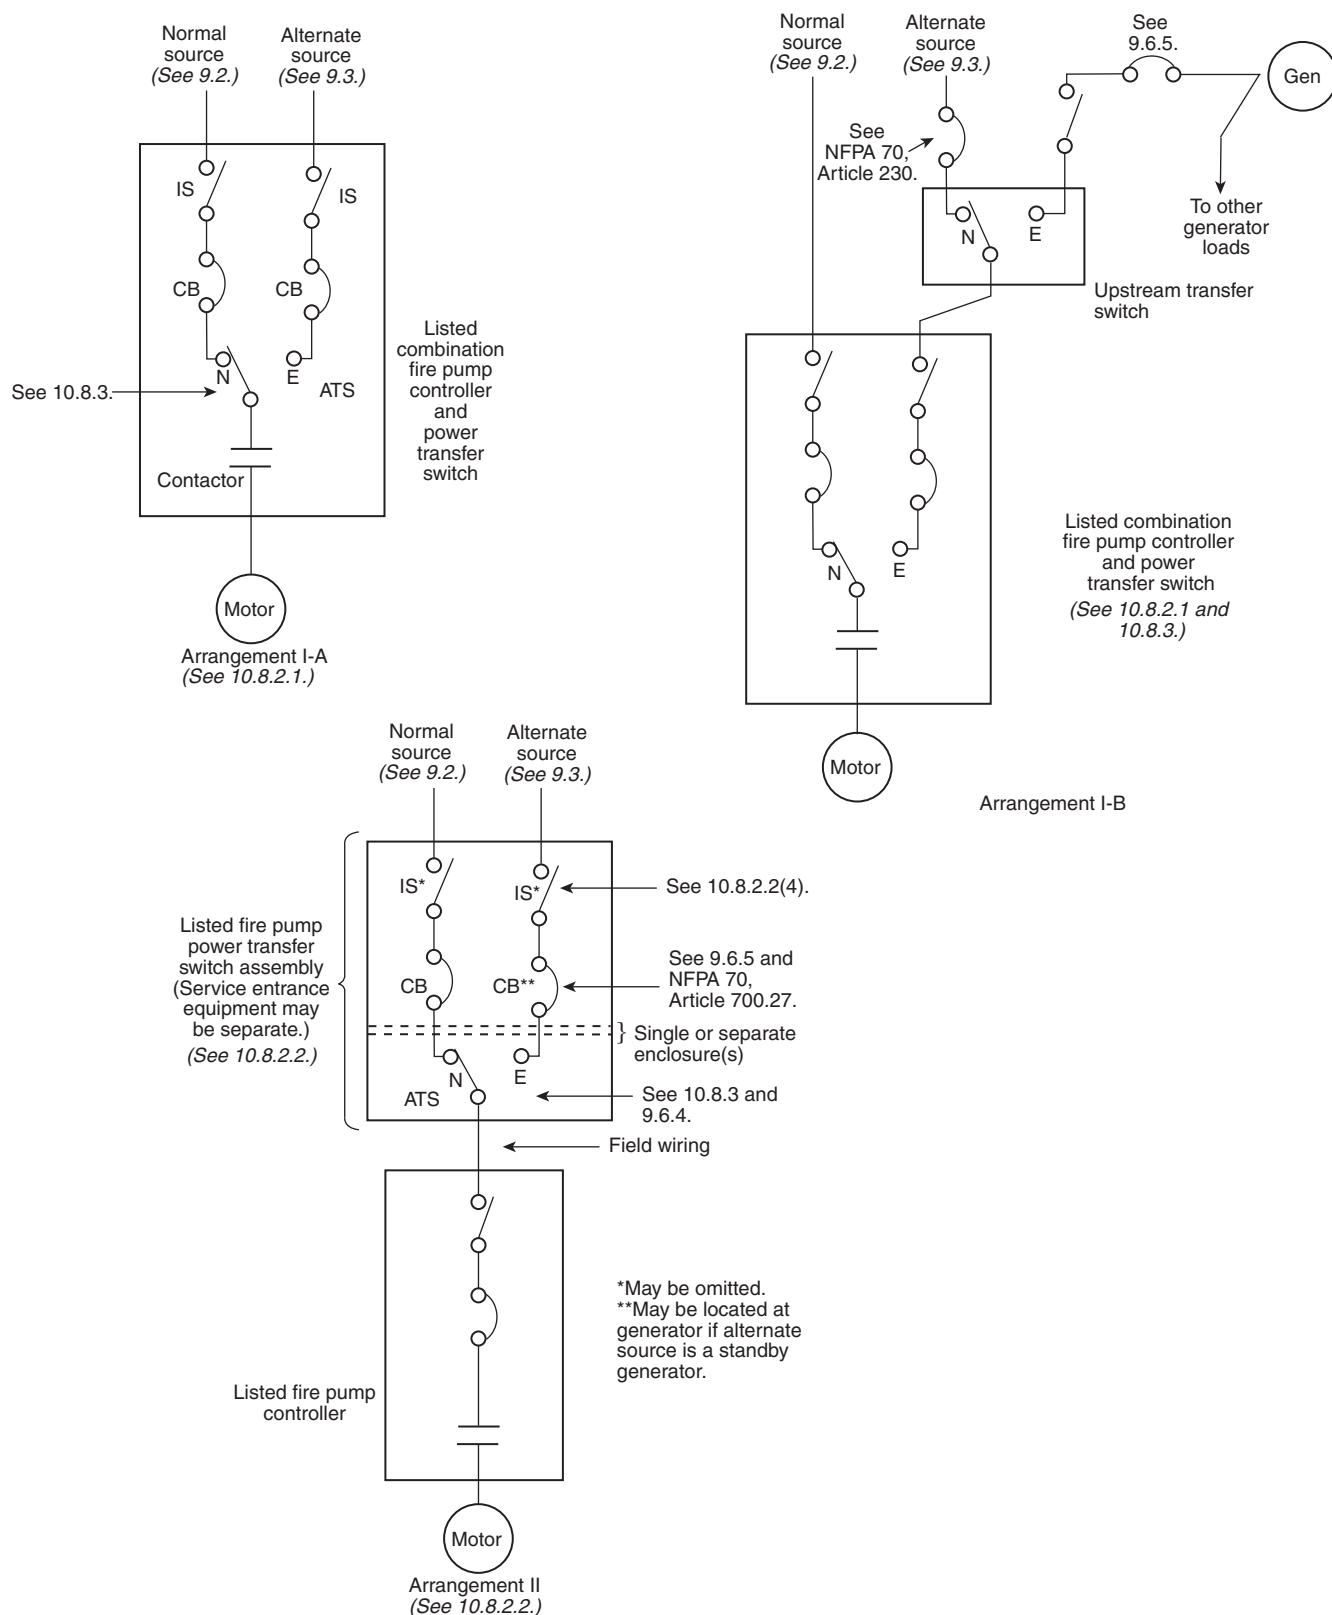 Normal
source
(See 9.2.)
Alternate
source
(See 9.3.)
IS
IS
CB
CB
N
E
ATS
See 10.8.3.
Contactor
Listed
combination
fire pump
controller
and
power
transfer
switch
Motor
Arrangement I-A
(See 10.8.2.1.)
Normal
source
(See 9.2.)
Alternate
source
(See 9.3.)
See
9.6.5.
Gen
See
NFPA 70,
Article 230.
N
E
To other
generator
loads
Upstream transfer
switch
N
E
Listed combination
fire pump controller
and power
transfer switch
(See 10.8.2.1 and
10.8.3.)
Motor
Arrangement I-B
Normal
source
(See 9.2.)
Alternate
source
(See 9.3.)
IS*
IS*
See 10.8.2.2(4).
Listed fire pump
power transfer
switch assembly
(Service entrance
equipment may
be separate.)
(See 10.8.2.2.)
CB
CB**
See 9.6.5 and
NFPA 70,
Article 700.27.
} Single or separate
enclosure(s)
N
E
ATS
See 10.8.3 and
9.6.4.
Field wiring
*May be omitted.
**May be located at
generator if alternate
source is a standby
generator.
Listed fire pump
controller
Motor
Arrangement II
(See 10.8.2.2.)